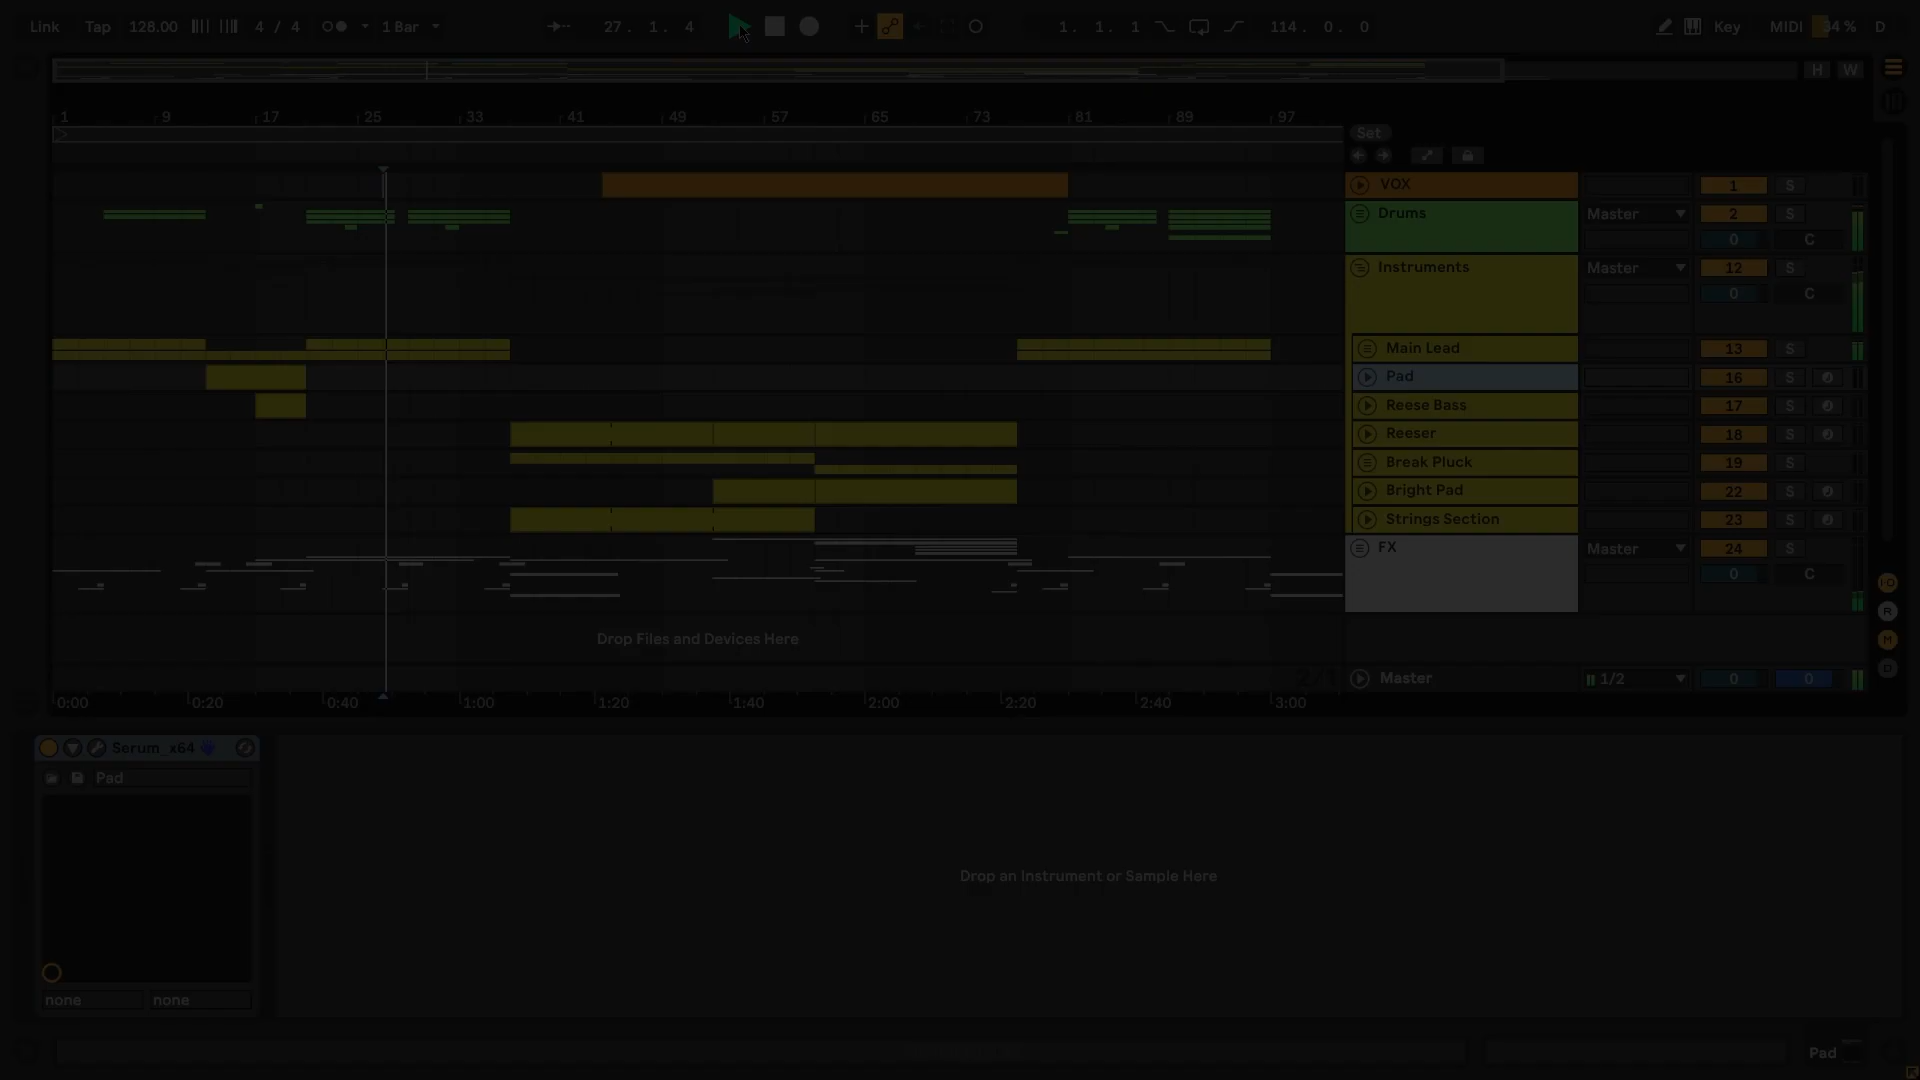 Link Tap 128.00 4 / 4 1 Bar 27. 1. 4 1. 1. 1 114. 0. 0 Key MIDI 34 % D
H W
1 9 17 25 33 41 49 57 65 73 81 89 97
Set
VOX 1 S
Drums Master 2 S
0 C
Instruments Master 12 S
0 C
Main Lead 13 S
Pad 16 S
Reese Bass 17 S
Reeser 18 S
Break Pluck 19 S
Bright Pad 22 S
Strings Section 23 S
FX Master 24 S
0 C
I·O
R
M
D
Drop Files and Devices Here
2/1
Master 1/2 0 0
0:00 0:20 0:40 1:00 1:20 1:40 2:00 2:20 2:40 3:00
Serum_x64
Pad
Drop an Instrument or Sample Here
none none
Pad